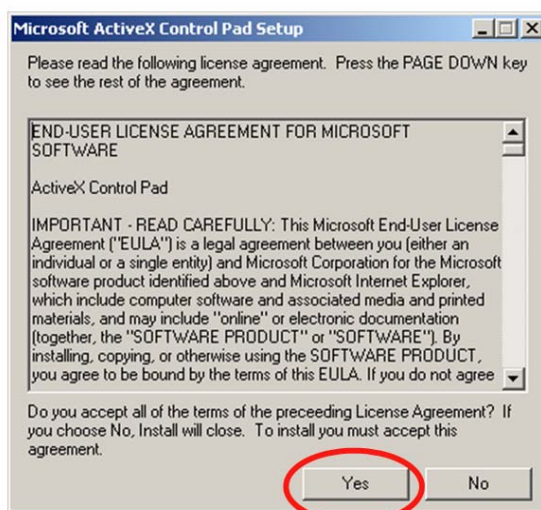 Microsoft ActiveX Control Pad Setup
Please read the following license agreement. Press the PAGE DOWN key
to see the rest of the agreement.
END-USER LICENSE AGREEMENT FOR MICROSOFT
SOFTWARE
ActiveX Control Pad
IMPORTANT - READ CAREFULLY: This Microsoft End-User License
Agreement ("EULA") is a legal agreement between you (either an
individual or a single entity) and Microsoft Corporation for the Microsoft
software product identified above and Microsoft Internet Explorer,
which include computer software and associated media and printed
materials, and may include "online" or electronic documentation
(together, the "SOFTWARE PRODUCT" or "SOFTWARE"). By
installing, copying, or otherwise using the SOFTWARE PRODUCT,
you agree to be bound by the terms of this EULA. If you do not agree
Do you accept all of the terms of the preceeding License Agreement? If
you choose No, Install will close. To install you must accept this
agreement.
Yes
No